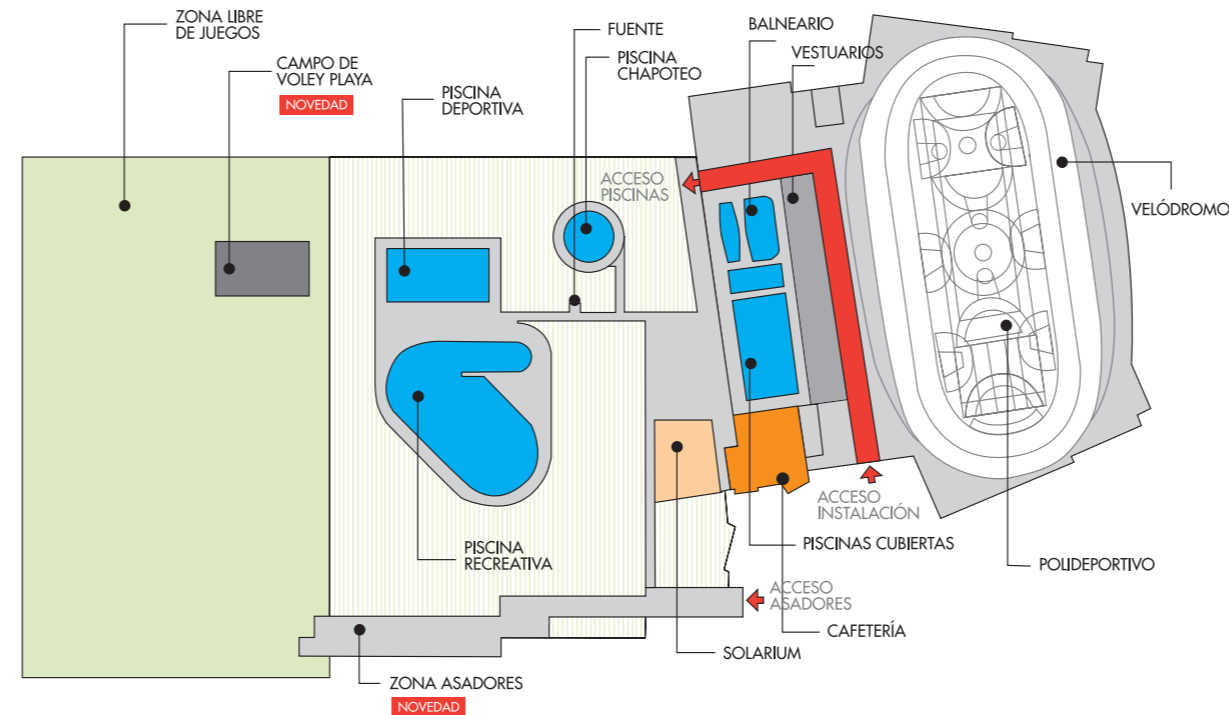 ZONA LIBRE
DE JUEGOS
CAMPO DE
VOLEY PLAYA
NOVEDAD
PISCINA
DEPORTIVA
FUENTE
PISCINA
CHAPOTEO
BALNEARIO
VESTUARIOS
ACCESO
PISCINAS
VELÓDROMO
ACCESO
INSTALACIÓN
PISCINAS CUBIERTAS
POLIDEPORTIVO
PISCINA
RECREATIVA
ACCESO
ASADORES
CAFETERÍA
SOLARIUM
ZONA ASADORES
NOVEDAD